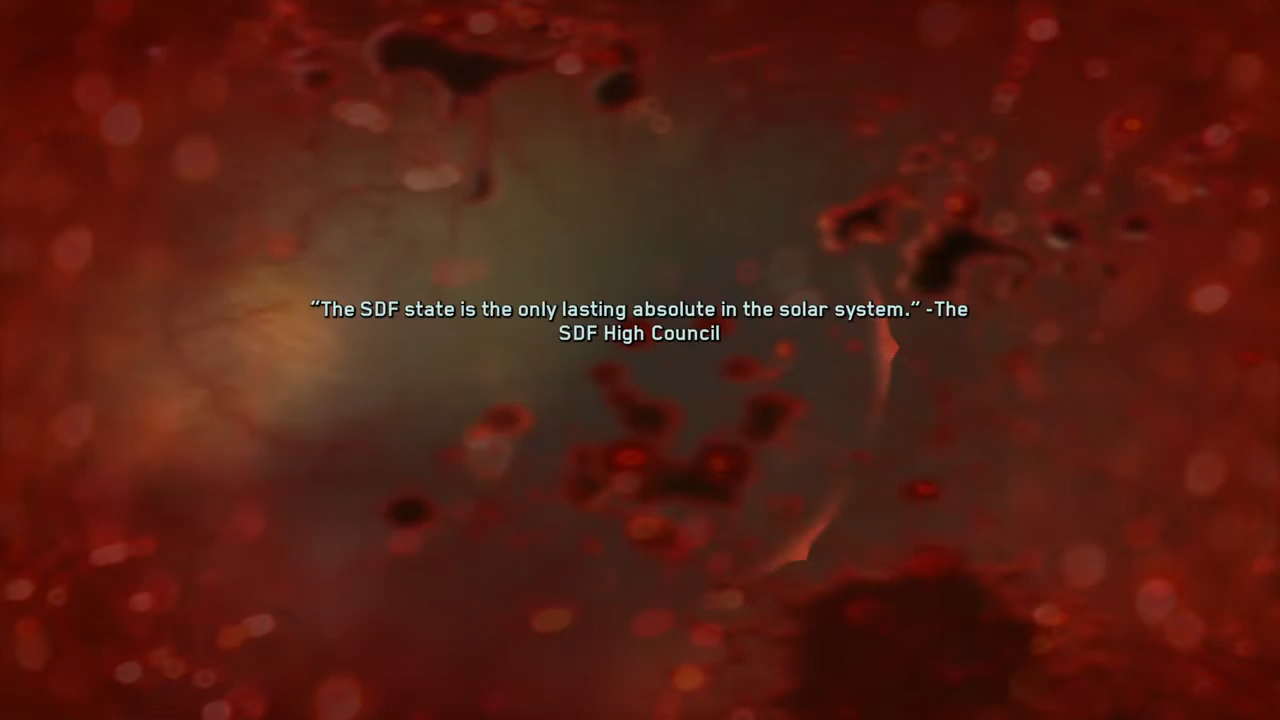 “The SDF state is the only lasting absolute in the solar system.” -The
SDF High Council